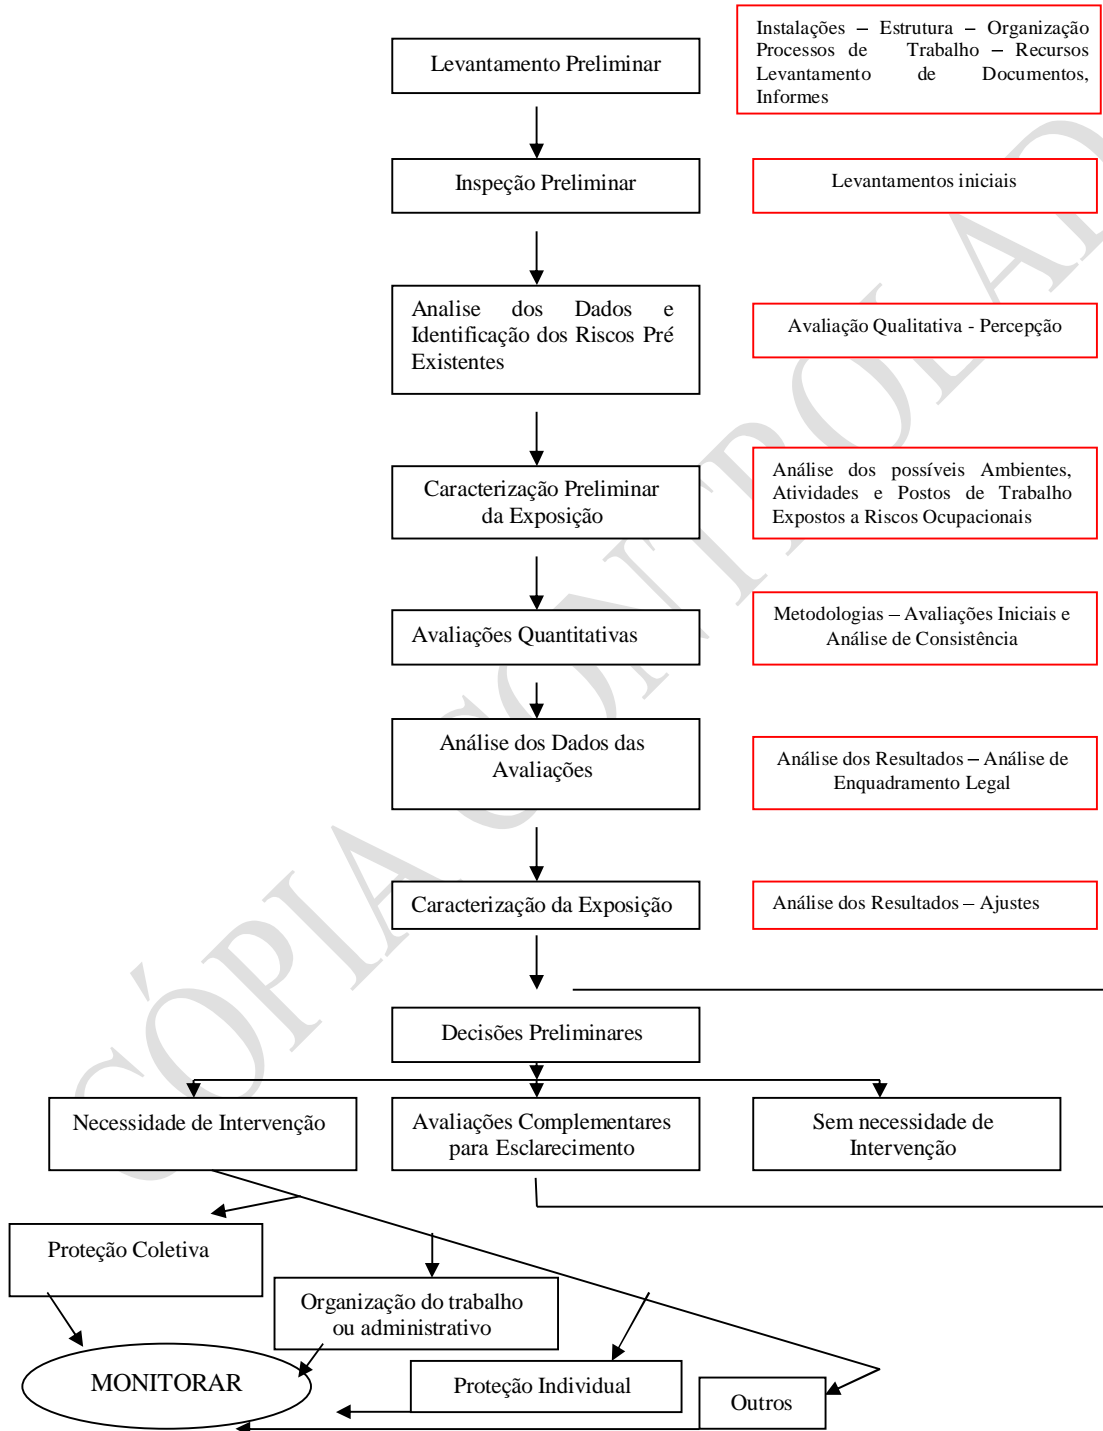 Levantamento Preliminar
Instalações – Estrutura – Organização
Processos de Trabalho – Recursos
Levantamento de Documentos,
Informes
Inspeção Preliminar
Levantamentos iniciais
Analise dos Dados e
Identificação dos Riscos Pré
Existentes
Avaliação Qualitativa - Percepção
Caracterização Preliminar
da Exposição
Análise dos possíveis Ambientes,
Atividades e Postos de Trabalho
Expostos a Riscos Ocupacionais
Avaliações Quantitativas
Metodologias – Avaliações Iniciais e
Análise de Consistência
Análise dos Dados das
Avaliações
Análise dos Resultados – Análise de
Enquadramento Legal
Caracterização da Exposição
Análise dos Resultados – Ajustes
Decisões Preliminares
Necessidade de Intervenção
Avaliações Complementares
para Esclarecimento
Sem necessidade de
Intervenção
Proteção Coletiva
Organização do trabalho
ou administrativo
MONITORAR
Proteção Individual
Outros
CÓPIA CONTROLAD